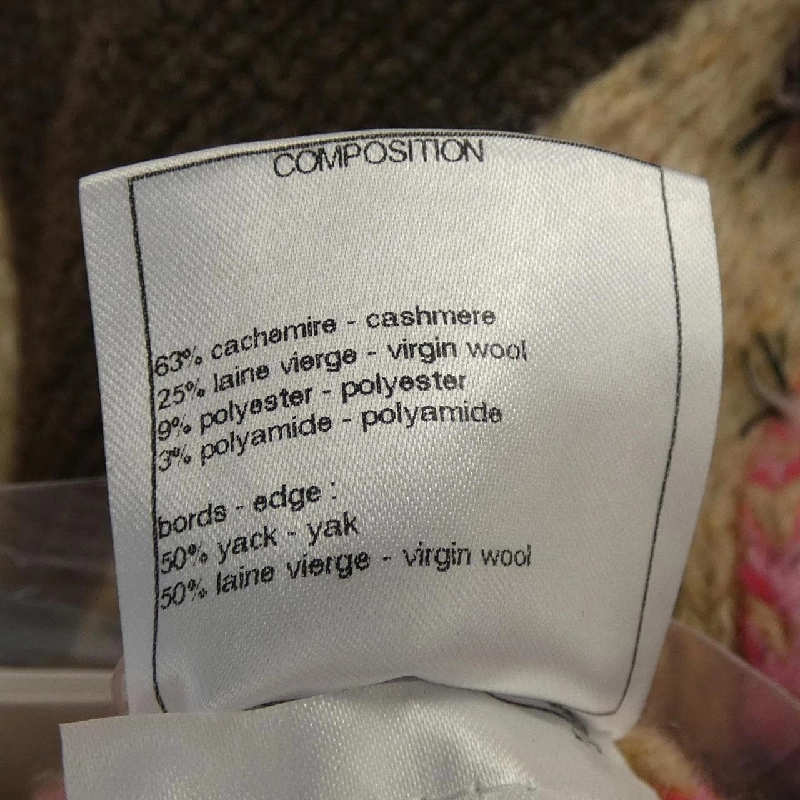 COMPOSITION
63% cachemire - cashmere
25% laine vierge - virgin wool
9% polyester - polyester
3% polyamide - polyamide
bords - edge :
50% yack - yak
50% laine vierge - virgin wool